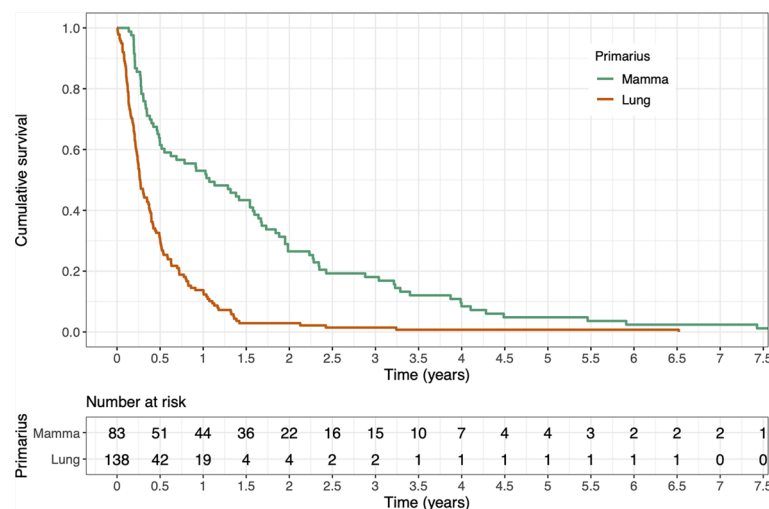 1.0
0.8
0.6
0.4
0.2
0.0
Cumulative survival
Primarius
Mamma
Lung
0 0.5 1 1.5 2 2.5 3 3.5 4 4.5 5 5.5 6 6.5 7 7.5
Time (years)
Number at risk
Primarius
Mamma 83 51 44 36 22 16 15 10 7 4 4 3 2 2 2 1
Lung 138 42 19 4 4 2 2 1 1 1 1 1 1 1 0 0
0 0.5 1 1.5 2 2.5 3 3.5 4 4.5 5 5.5 6 6.5 7 7.5
Time (years)